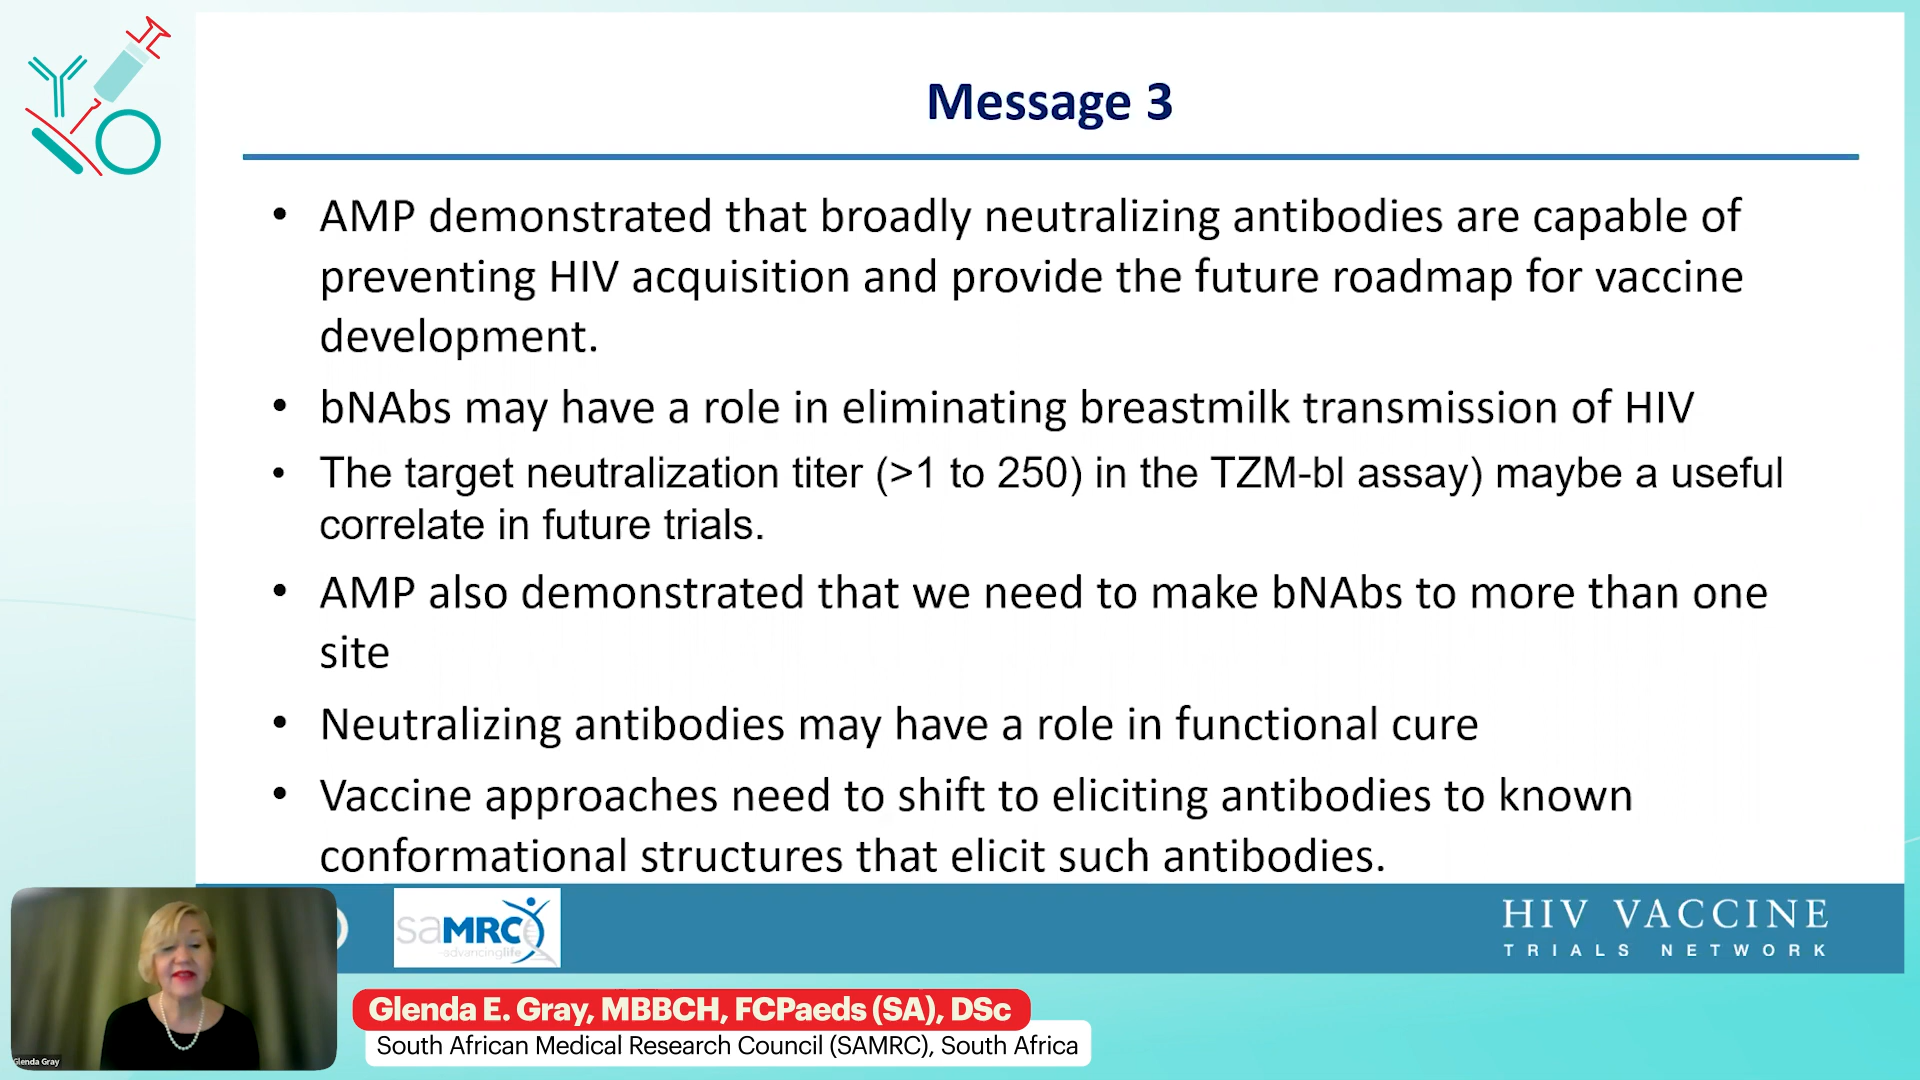 Message 3
• AMP demonstrated that broadly neutralizing antibodies are capable of
preventing HIV acquisition and provide the future roadmap for vaccine
development.
• bNAbs may have a role in eliminating breastmilk transmission of HIV
• The target neutralization titer (>1 to 250) in the TZM-bl assay) maybe a useful
correlate in future trials.
• AMP also demonstrated that we need to make bNAbs to more than one
site
• Neutralizing antibodies may have a role in functional cure
• Vaccine approaches need to shift to eliciting antibodies to known
conformational structures that elicit such antibodies.
saMRC
advancinglife
HIV VACCINE
TRIALS NETWORK
Glenda E. Gray, MBBCH, FCPaeds (SA), DSc
South African Medical Research Council (SAMRC), South Africa
Glenda Gray